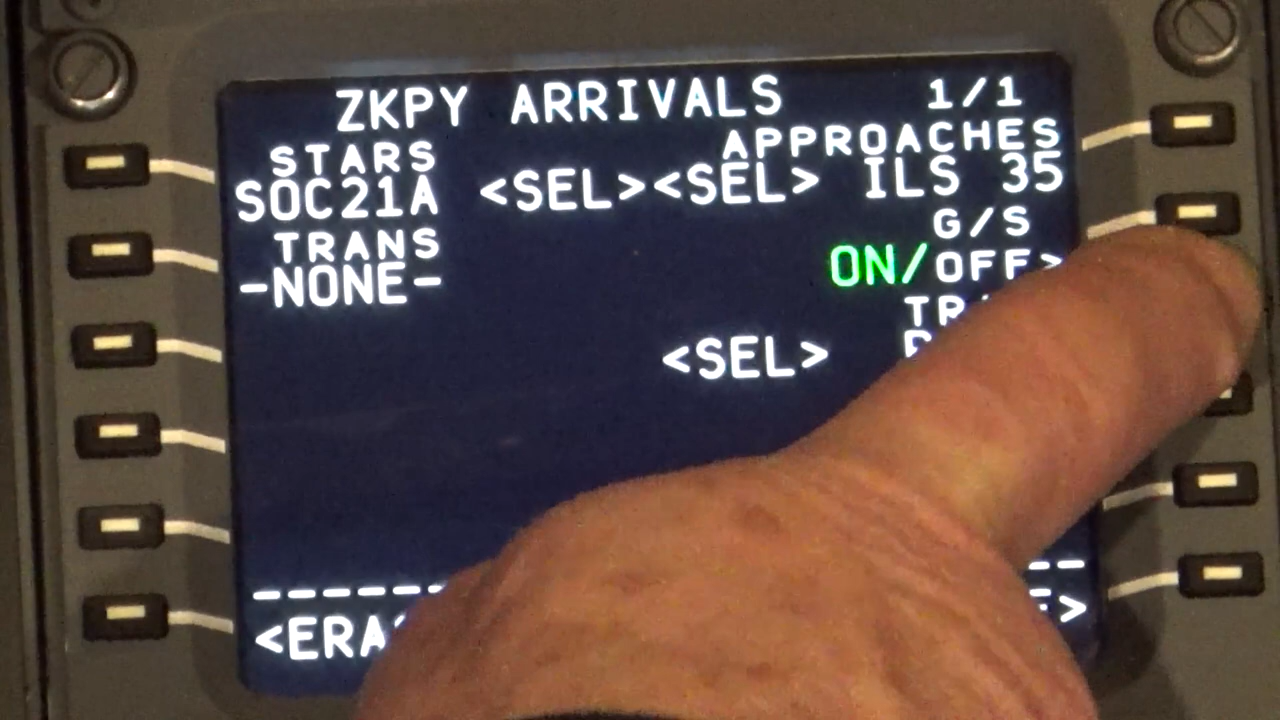 ZKPY ARRIVALS 1/1
STARS APPROACHES
SOC21A <SEL><SEL> ILS 35
TRANS G/S
-NONE- ON/OFF>
<SEL>